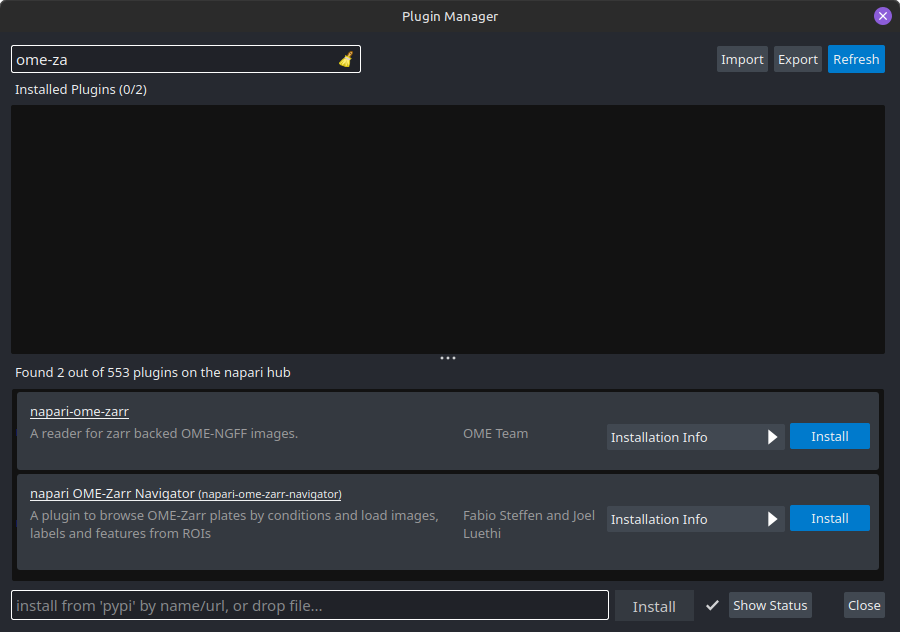 Plugin Manager
ome-za
Import Export Refresh
Installed Plugins (0/2)
Found 2 out of 553 plugins on the napari hub
napari-ome-zarr
A reader for zarr backed OME-NGFF images.
OME Team
Installation Info
Install
napari OME-Zarr Navigator (napari-ome-zarr-navigator)
A plugin to browse OME-Zarr plates by conditions and load images,
labels and features from ROIs
Fabio Steffen and Joel
Luethi
Installation Info
Install
install from 'pypi' by name/url, or drop file...
Install
Show Status
Close